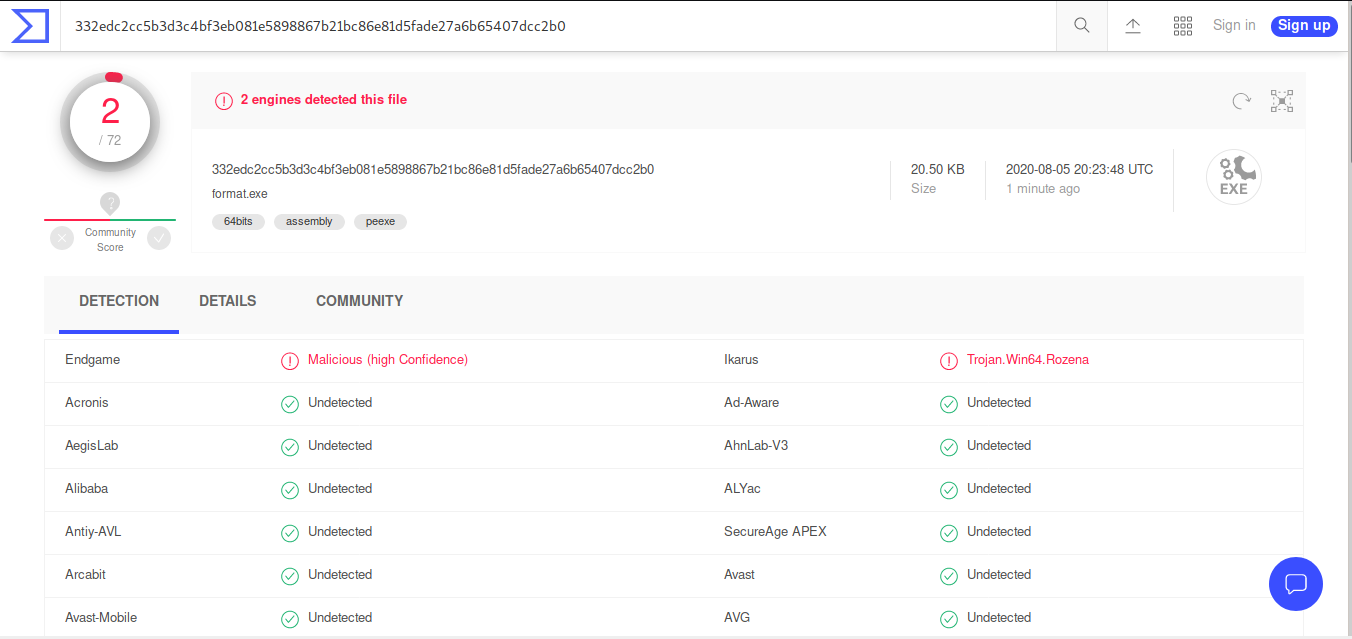 332edc2cc5b3d3c4bf3eb081e5898867b21bc86e81d5fade27a6b65407dcc2b0
Sign in
Sign up
2
/ 72
2 engines detected this file
332edc2cc5b3d3c4bf3eb081e5898867b21bc86e81d5fade27a6b65407dcc2b0
format.exe
64bits assembly peexe
20.50 KB
Size
2020-08-05 20:23:48 UTC
1 minute ago
EXE
?
Community
Score
DETECTION DETAILS COMMUNITY
Endgame Malicious (high Confidence) Ikarus Trojan.Win64.Rozena
Acronis Undetected Ad-Aware Undetected
AegisLab Undetected AhnLab-V3 Undetected
Alibaba Undetected ALYac Undetected
Antiy-AVL Undetected SecureAge APEX Undetected
Arcabit Undetected Avast Undetected
Avast-Mobile Undetected AVG Undetected